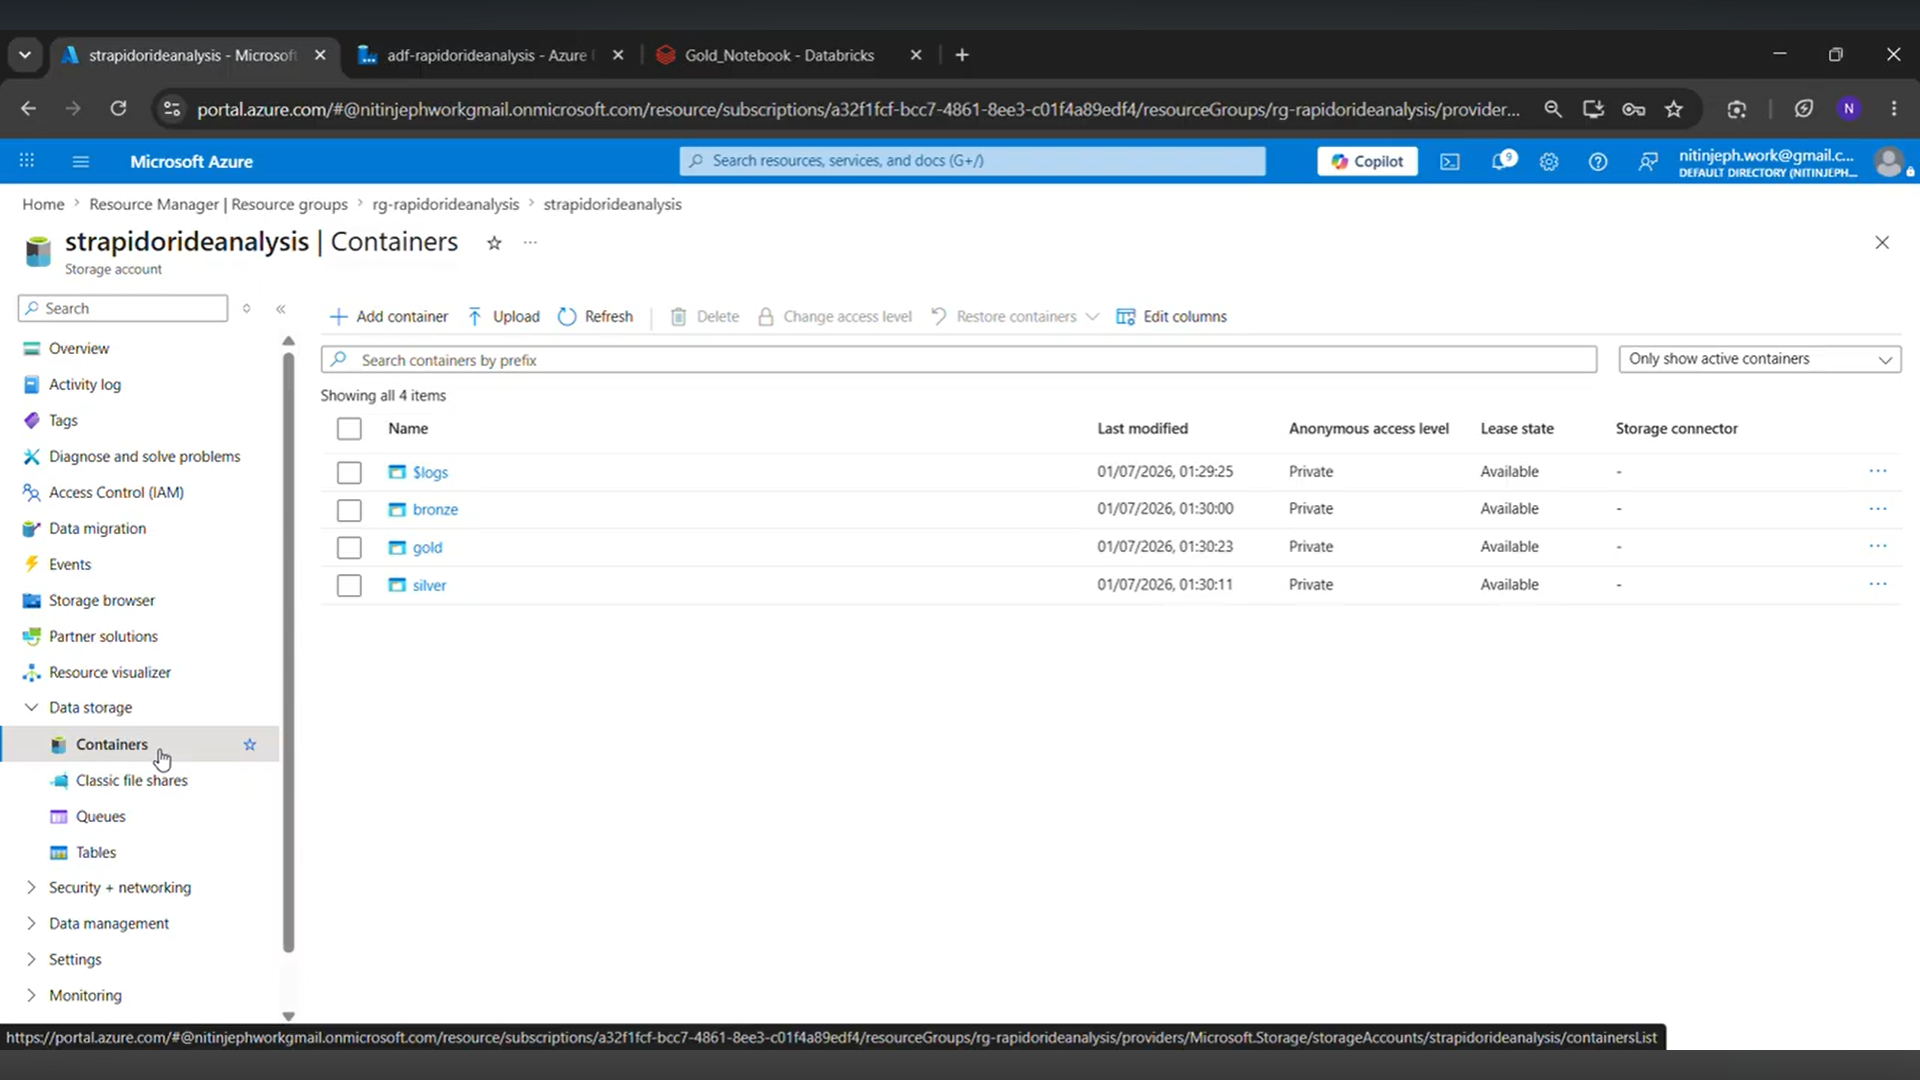 strapidorideanalysis - Microsoft
adf-rapidorideanalysis - Azure
Gold_Notebook - Databricks
portal.azure.com/#@nitinjephworkgmail.onmicrosoft.com/resource/subscriptions/a32f1fcf-bcc7-4861-8ee3-c01f4a89edf4/resourceGroups/rg-rapidorideanalysis/provider...
N
Microsoft Azure
Search resources, services, and docs (G+/)
Copilot
9
nitinjeph.work@gmail.c...
DEFAULT DIRECTORY (NITINJEPH...
Home > Resource Manager | Resource groups > rg-rapidorideanalysis > strapidorideanalysis
strapidorideanalysis | Containers
Storage account
Search
Add container Upload Refresh Delete Change access level Restore containers Edit columns
Search containers by prefix
Only show active containers
Showing all 4 items
Name Last modified Anonymous access level Lease state Storage connector
$logs 01/07/2026, 01:29:25 Private Available -
bronze 01/07/2026, 01:30:00 Private Available -
gold 01/07/2026, 01:30:23 Private Available -
silver 01/07/2026, 01:30:11 Private Available -
Overview
Activity log
Tags
Diagnose and solve problems
Access Control (IAM)
Data migration
Events
Storage browser
Partner solutions
Resource visualizer
Data storage
Containers
Classic file shares
Queues
Tables
Security + networking
Data management
Settings
Monitoring
https://portal.azure.com/#@nitinjephworkgmail.onmicrosoft.com/resource/subscriptions/a32f1fcf-bcc7-4861-8ee3-c01f4a89edf4/resourceGroups/rg-rapidorideanalysis/providers/Microsoft.Storage/storageAccounts/strapidorideanalysis/containersList